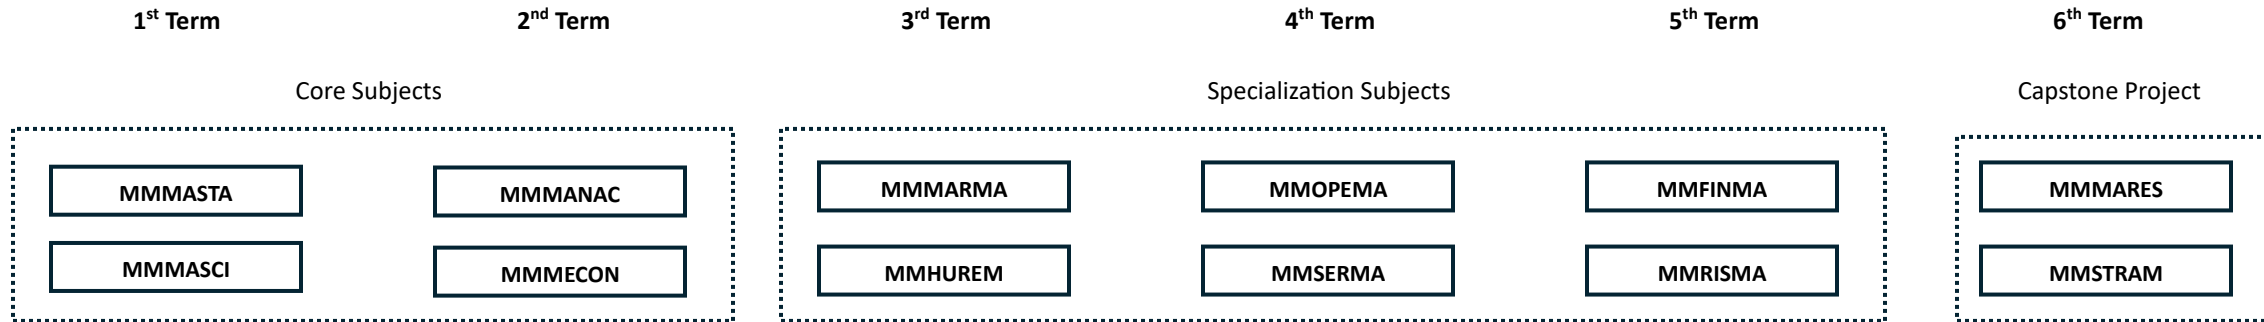 1st Term 2nd Term 3rd Term 4th Term 5th Term 6th Term
Core Subjects Specialization Subjects Capstone Project
MMMASTA MMMANAC MMMARMA MMOPEMA MMFINMA MMMARES
MMMASCI MMMECON MMHUREM MMSERMA MMRISMA MMSTRAM